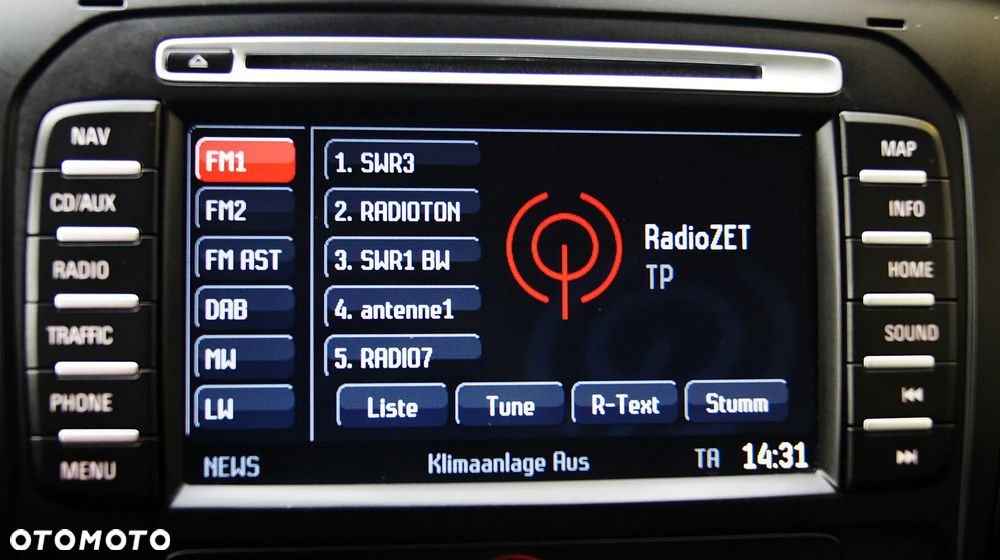 NAV
CD/AUX
RADIO
TRAFFIC
PHONE
MENU
FM1
FM2
FM AST
DAB
MW
LW
1. SWR3
2. RADIOTON
3. SWR1 BW
4. antenne1
5. RADIO7
RadioZET
TP
Liste Tune R-Text Stumm
NEWS Klimaanlage Aus TA 14:31
MAP
INFO
HOME
SOUND
OTOMOTO